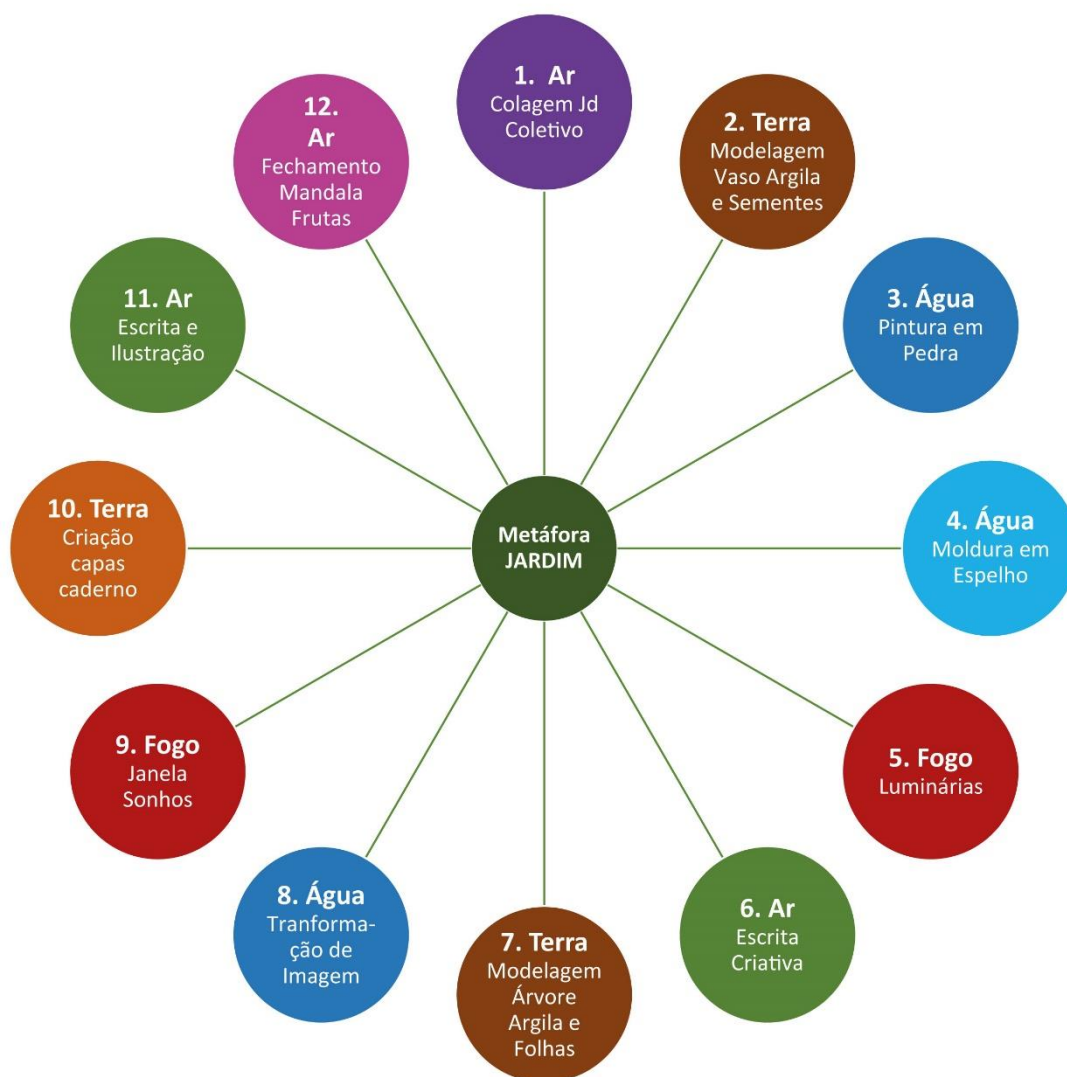 1. Ar
Colagem Jd
Coletivo
2. Terra
Modelagem
Vaso Argila
e Sementes
3. Água
Pintura em
Pedra
4. Água
Moldura em
Espelho
5. Fogo
Luminárias
6. Ar
Escrita
Criativa
7. Terra
Modelagem
Árvore
Argila e
Folhas
8. Água
Tranforma-
ção de
Imagem
9. Fogo
Janela
Sonhos
10. Terra
Criação
capas
caderno
11. Ar
Escrita e
Ilustração
12.
Ar
Fechamento
Mandala
Frutas
Metáfora
JARDIM